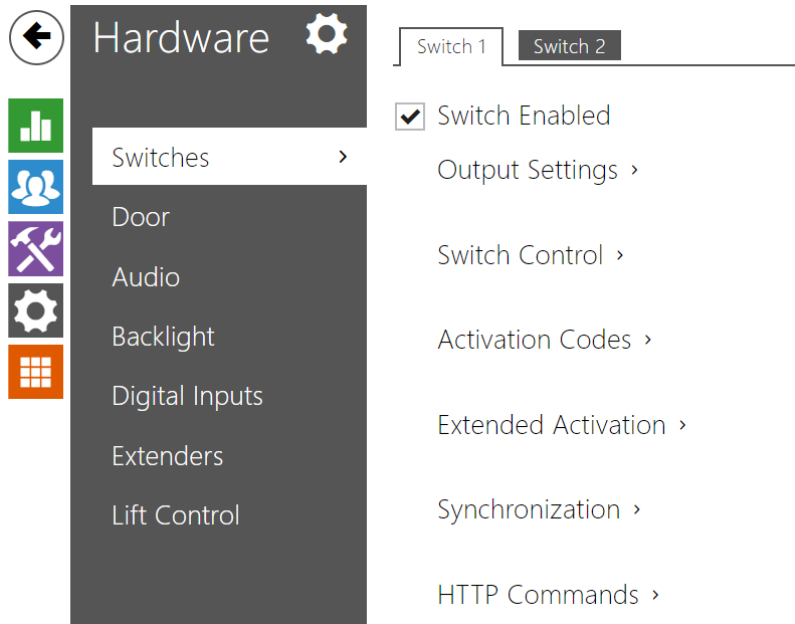 Hardware
Switches
Door
Audio
Backlight
Digital Inputs
Extenders
Lift Control
Switch 1
Switch 2
Switch Enabled
Output Settings
Switch Control
Activation Codes
Extended Activation
Synchronization
HTTP Commands